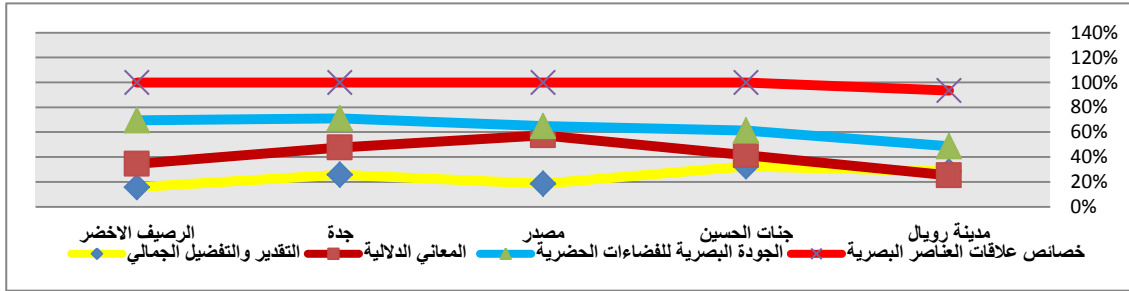 140%
120%
100%
80%
60%
40%
20%
0%
مدينة رويال
جنات الحسين
مصدر
جدة
الرصيف الاخضر
خصائص علاقات العناصر البصرية
الجودة البصرية للفضاءات الحضرية
المعاني الدلالية
التقدير والتفضيل الجمالي